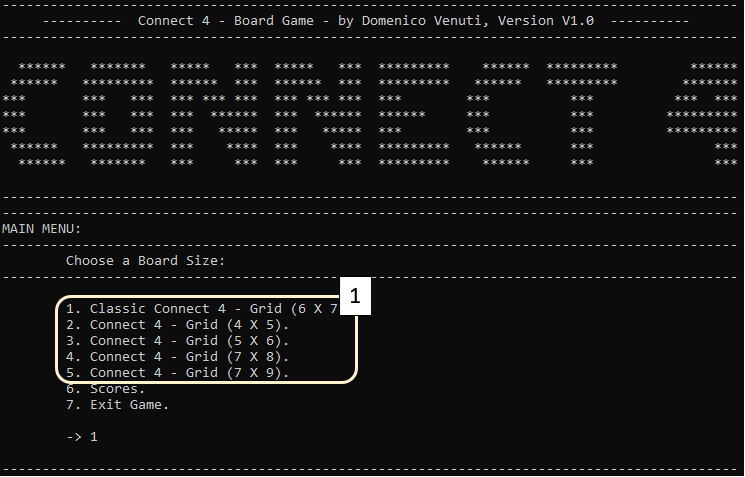 Connect 4 - Board Game - by Domenico Venuti, Version V1.0
CONNECT 4
MAIN MENU:
Choose a Board Size:
1. Classic Connect 4 - Grid (6 X 7
1
2. Connect 4 - Grid (4 X 5).
3. Connect 4 - Grid (5 X 6).
4. Connect 4 - Grid (7 X 8).
5. Connect 4 - Grid (7 X 9).
6. Scores.
7. Exit Game.
-> 1